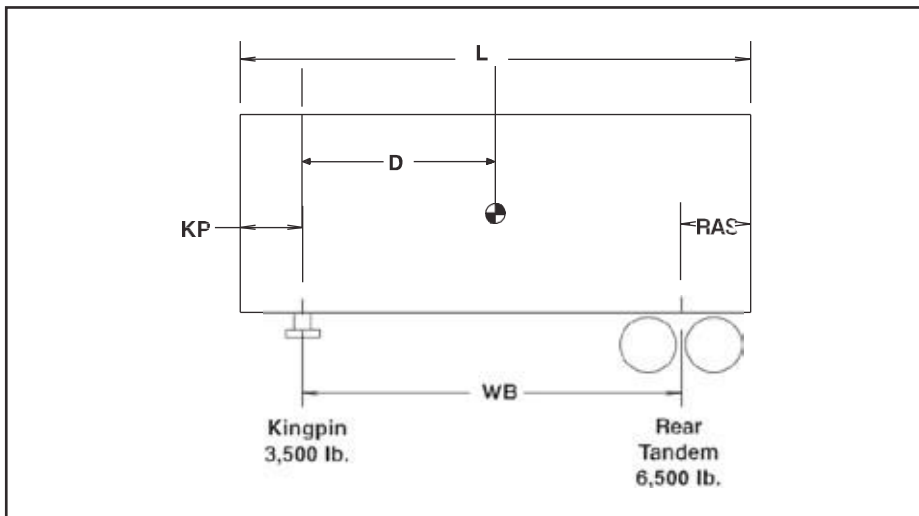 L
D
KP
RAS
WB
Kingpin
3,500 lb.
Rear
Tandem
6,500 lb.